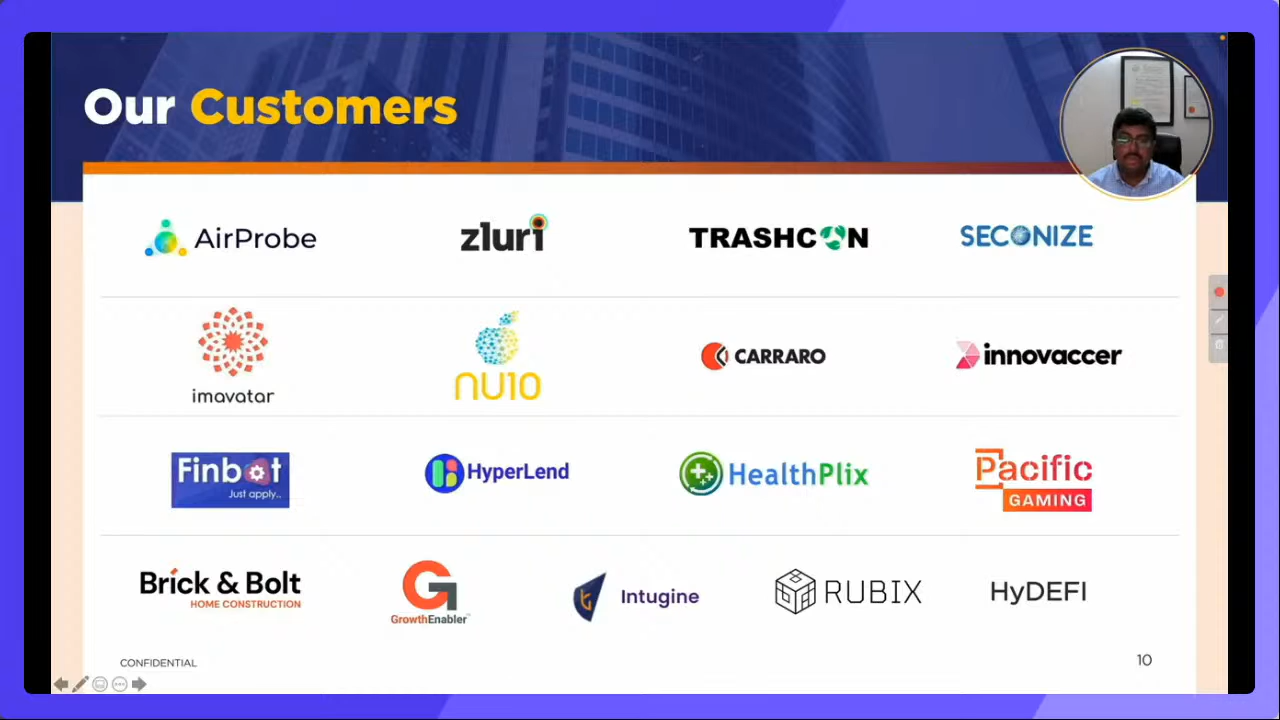 Our Customers
AirProbe
zluri
TRASHCON
SECONIZE
imavatar
NU10
CARRARO
innovaccer
Finbot
Just apply..
HyperLend
HealthPlix
Pacific
GAMING
Brick & Bolt
HOME CONSTRUCTION
G
GrowthEnabler
Intugine
RUBIX
HyDEFI
CONFIDENTIAL
10